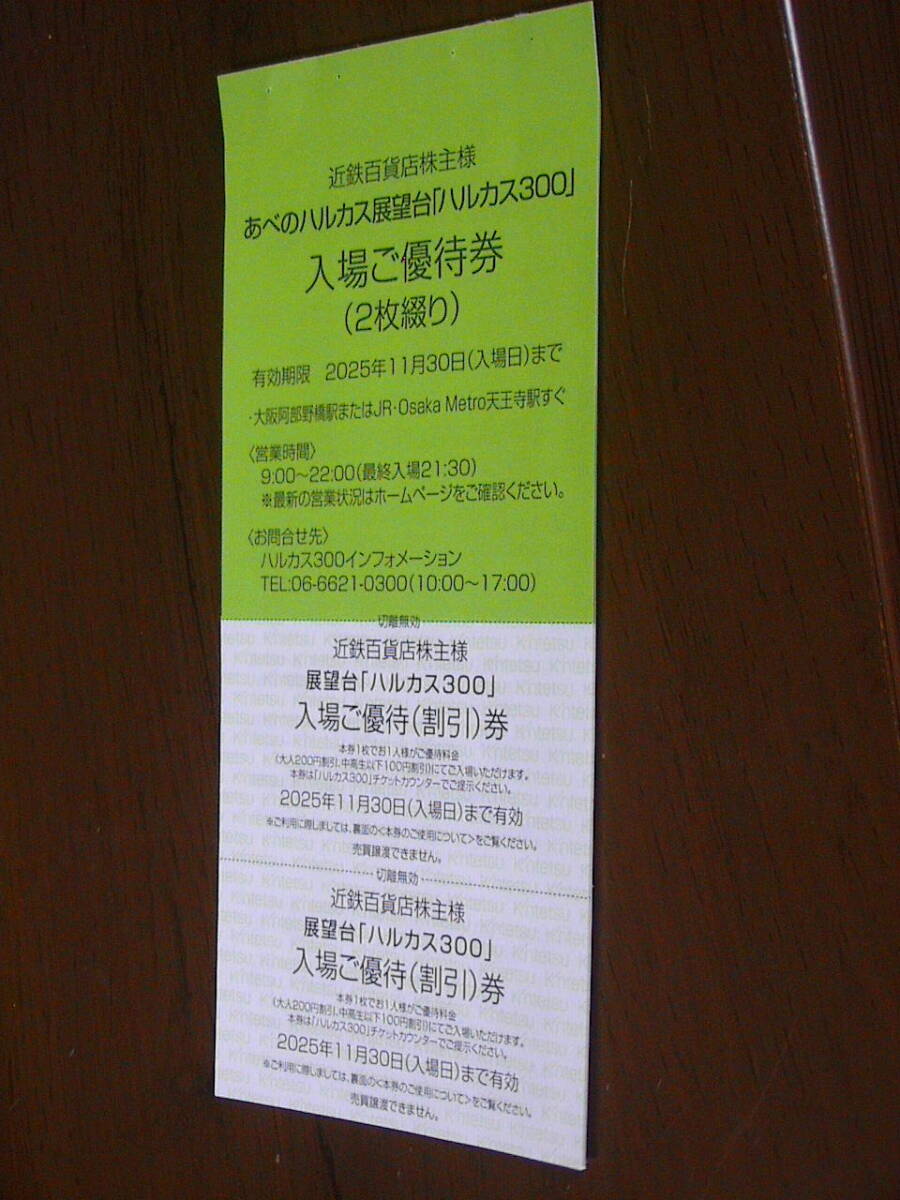 近鉄百貨店株主様
あべのハルカス展望台「ハルカス300」
入場ご優待券
(2枚綴り)
有効期限 2025年11月30日(入場日)まで
・大阪阿部野橋駅またはJR・Osaka Metro天王寺駅すぐ
〈営業時間〉
9:00～22:00(最終入場21:30)
※最新の営業状況はホームページをご確認ください。
〈お問合せ先〉
ハルカス300インフォメーション
TEL:06-6621-0300(10:00～17:00)
切離無効
近鉄百貨店株主様
展望台「ハルカス300」
入場ご優待(割引)券
本券1枚でお1人様がご優待料金
(大人200円割引、中高生以下100円割引)にてご入場いただけます。
本券は「ハルカス300」チケットカウンターでご提示ください。
2025年11月30日(入場日)まで有効
※ご利用に際しましては、裏面の<本券のご使用について>をご覧ください。
売買譲渡できません。
切離無効
近鉄百貨店株主様
展望台「ハルカス300」
入場ご優待(割引)券
本券1枚でお1人様がご優待料金
(大人200円割引、中高生以下100円割引)にてご入場いただけます。
本券は「ハルカス300」チケットカウンターでご提示ください。
2025年11月30日(入場日)まで有効
※ご利用に際しましては、裏面の<本券のご使用について>をご覧ください。
売買譲渡できません。